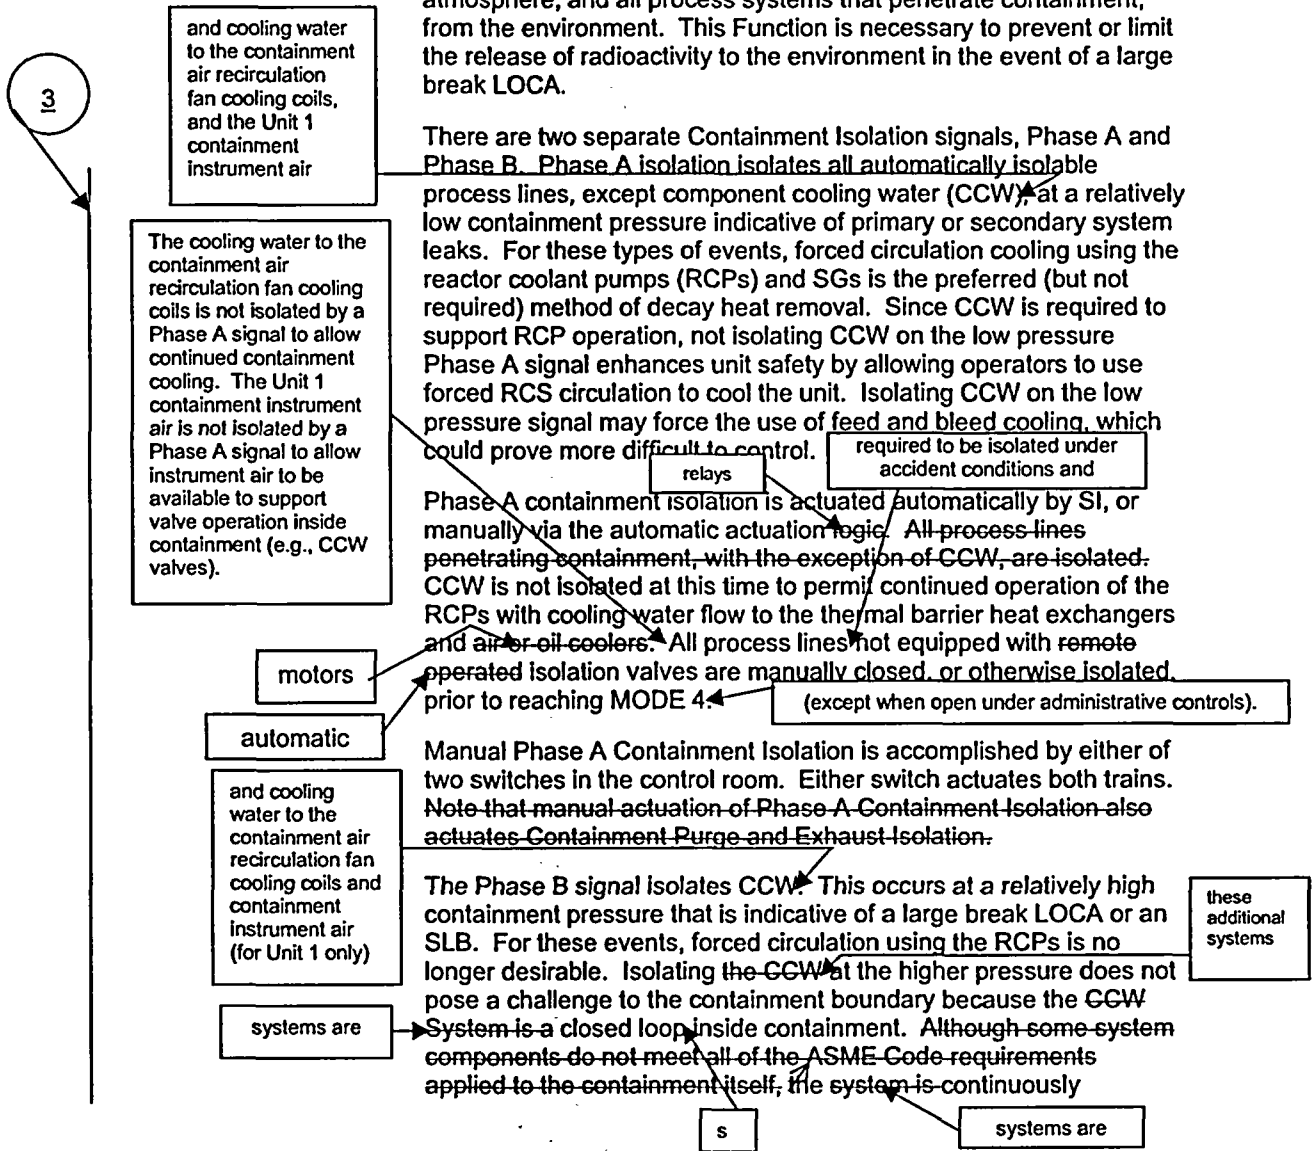 atmosphere, and all process systems that penetrate containment,
from the environment. This Function is necessary to prevent or limit
the release of radioactivity to the environment in the event of a large
break LOCA.
and cooling water
to the containment
air recirculation
fan cooling coils,
and the Unit 1
containment
instrument air
3
There are two separate Containment Isolation signals, Phase A and
Phase B. Phase A isolation isolates all automatically isolable
process lines, except component cooling water (CCW), at a relatively
low containment pressure indicative of primary or secondary system
leaks. For these types of events, forced circulation cooling using the
reactor coolant pumps (RCPs) and SGs is the preferred (but not
required) method of decay heat removal. Since CCW is required to
support RCP operation, not isolating CCW on the low pressure
Phase A signal enhances unit safety by allowing operators to use
forced RCS circulation to cool the unit. Isolating CCW on the low
pressure signal may force the use of feed and bleed cooling, which
could prove more difficult to control.
The cooling water to the
containment air
recirculation fan cooling
coils is not isolated by a
Phase A signal to allow
continued containment
cooling. The Unit 1
containment instrument
air is not isolated by a
Phase A signal to allow
instrument air to be
available to support
valve operation inside
containment (e.g., CCW
valves).
relays
required to be isolated under
accident conditions and
Phase A containment isolation is actuated automatically by SI, or
manually via the automatic actuation logic. All process lines
penetrating containment, with the exception of CCW, are isolated.
CCW is not isolated at this time to permit continued operation of the
RCPs with cooling water flow to the thermal barrier heat exchangers
and air or oil coolers. All process lines not equipped with remote
operated isolation valves are manually closed, or otherwise isolated,
prior to reaching MODE 4.
motors
automatic
(except when open under administrative controls).
Manual Phase A Containment Isolation is accomplished by either of
two switches in the control room. Either switch actuates both trains.
Note that manual actuation of Phase A Containment Isolation also
actuates Containment Purge and Exhaust Isolation.
and cooling
water to the
containment air
recirculation fan
cooling coils and
containment
instrument air
(for Unit 1 only)
The Phase B signal isolates CCW. This occurs at a relatively high
containment pressure that is indicative of a large break LOCA or an
SLB. For these events, forced circulation using the RCPs is no
longer desirable. Isolating the CCW at the higher pressure does not
pose a challenge to the containment boundary because the CCW
System is a closed loop inside containment. Although some system
components do not meet all of the ASME Code requirements
applied to the containment itself, the system is continuously
these
additional
systems
systems are
s
systems are